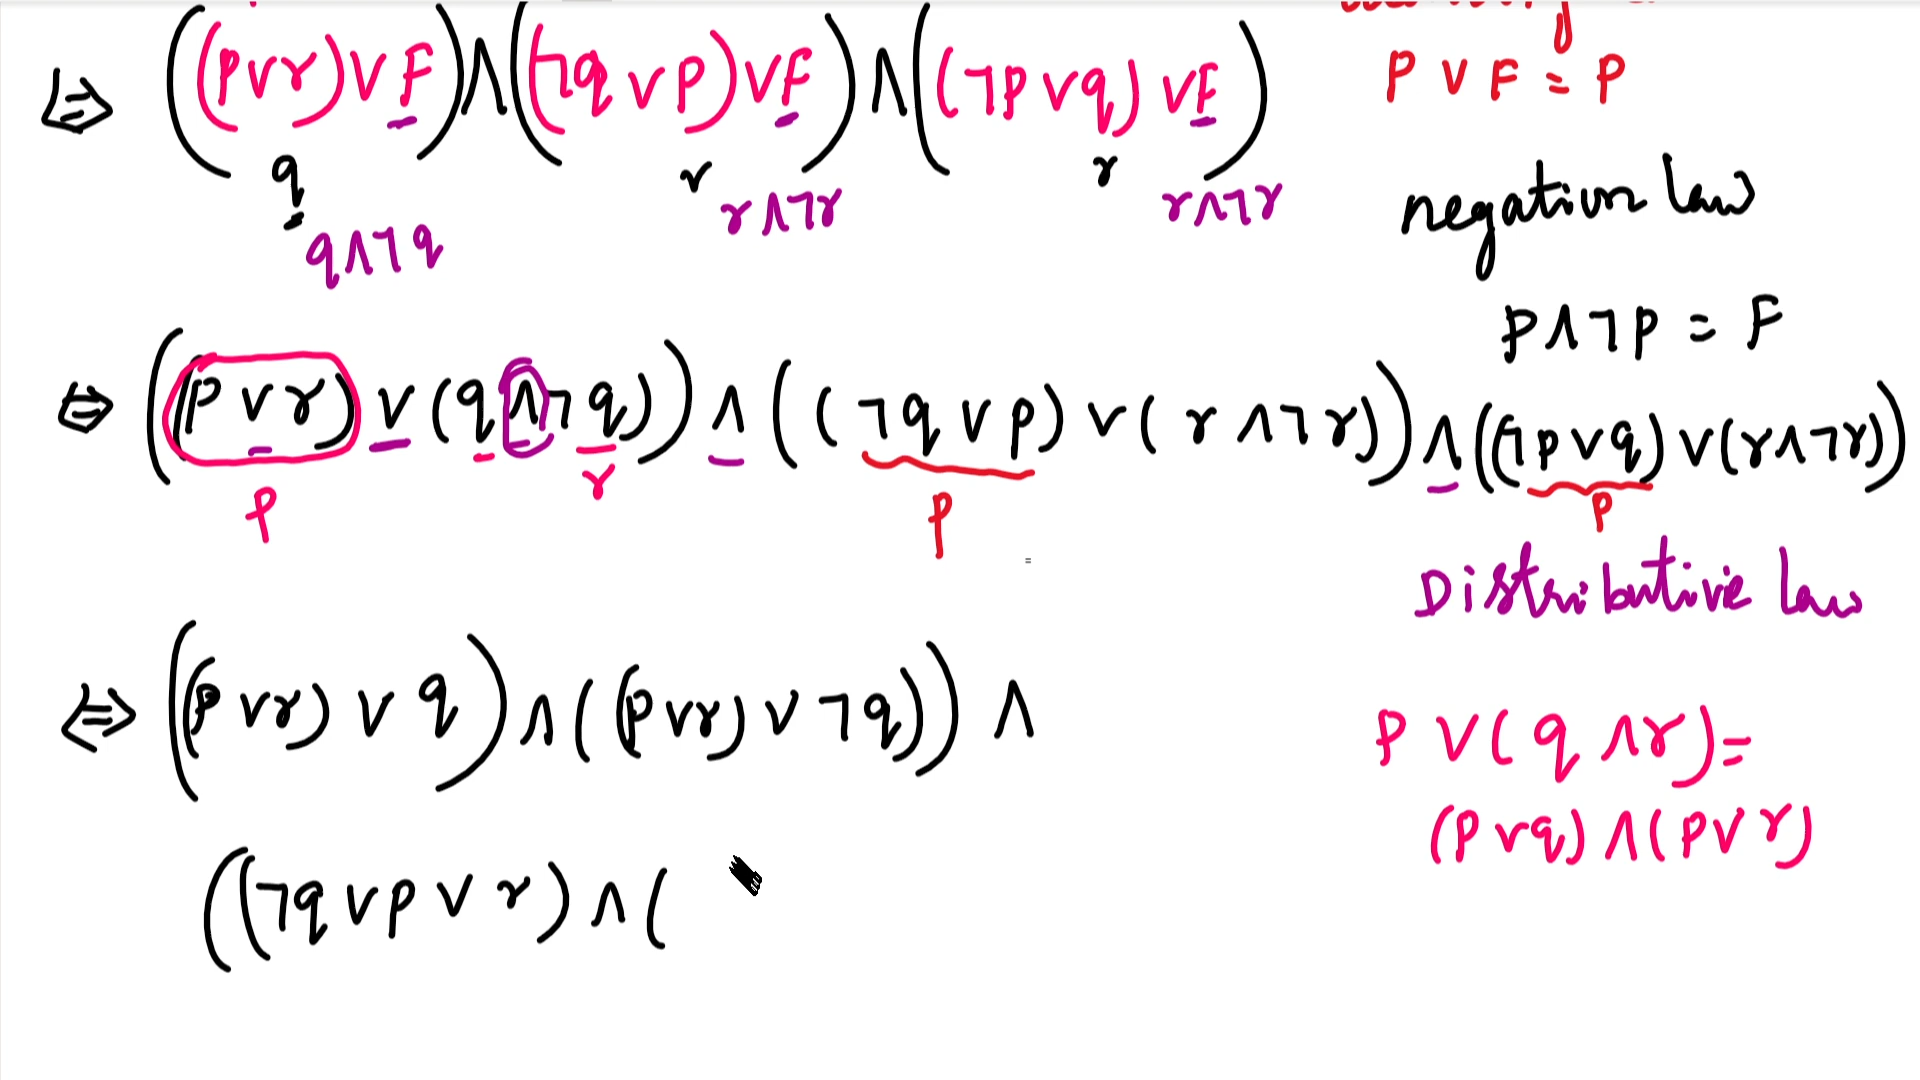 ⇔ ((p∨r)∨F)∧((¬q∨p)∨F)∧((¬p∨q)∨F)
P∨F=P
q
r
r
q∧¬q
r∧¬r
r∧¬r
negation law
P∧¬P = F
⇔ ((p∨r)∨(q∧¬q))∧((¬q∨p)∨(r∧¬r))∧((¬p∨q)∨(r∧¬r))
P
r
P
P
=
Distributive law
⇔ ((p∨r)∨q)∧((p∨r)∨¬q))∧
P∨(q∧r)=
(P∨q)∧(P∨r)
((¬q∨p∨r)∧(